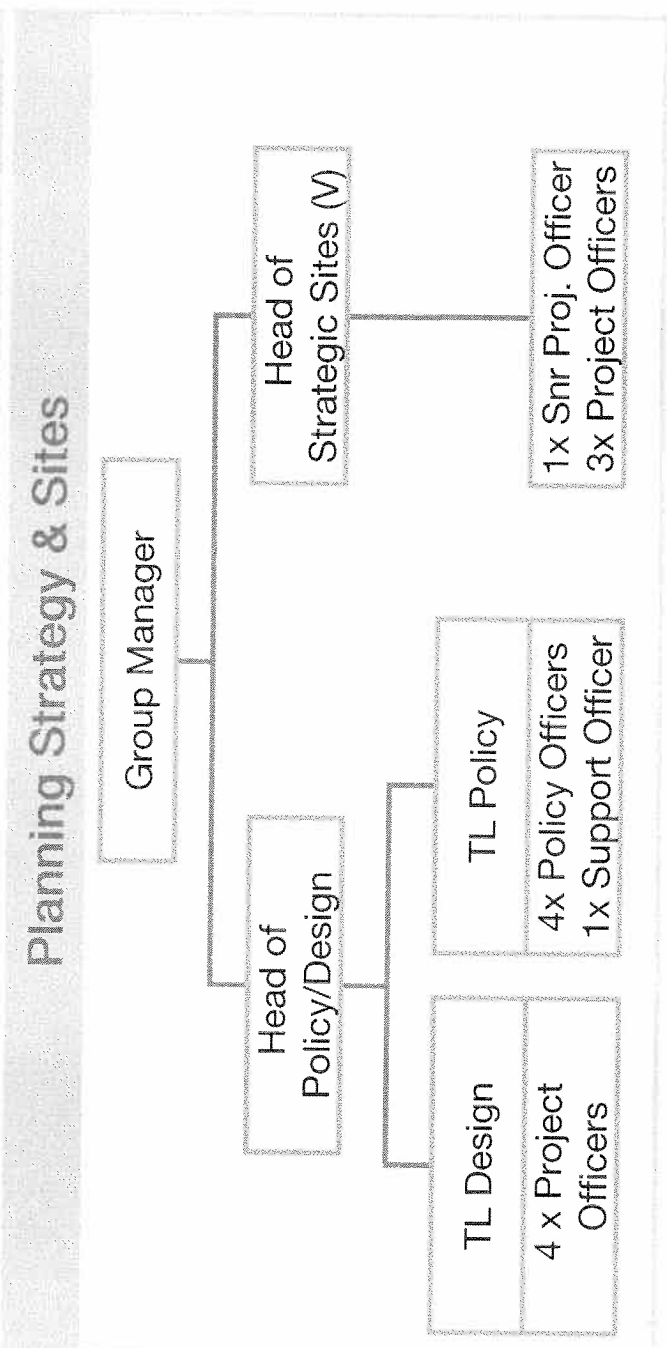 Planning Strategy & Sites
Group Manager
Head of
Policy/Design
Head of
Strategic Sites (V)
TL Design
4 x Project
Officers
TL Policy
4x Policy Officers
1x Support Officer
1x Snr Proj. Officer
3x Project Officers